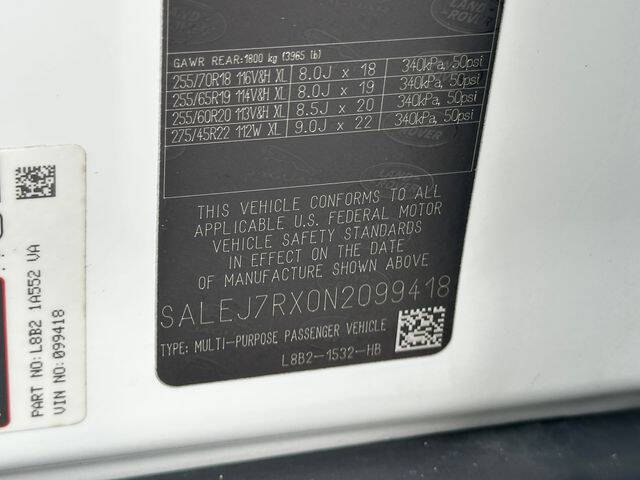 GAWR REAR:1800 kg (3965 lb)
255/70R18 116V&H XL 8.0J x 18 340kPa, 50psi
255/65R19 114V&H XL 8.0J x 19 340kPa, 50psi
255/60R20 113V&H XL 8.5J x 20 340kPa, 50psi
275/45R22 112W XL 9.0J x 22 340kPa, 50psi
THIS VEHICLE CONFORMS TO ALL
APPLICABLE U.S. FEDERAL MOTOR
VEHICLE SAFETY STANDARDS
IN EFFECT ON THE DATE
OF MANUFACTURE SHOWN ABOVE
SALEJ7RX0N2099418
TYPE: MULTI-PURPOSE PASSENGER VEHICLE
L8B2-1532-HB
PART NO:L8B2 1A552 VA
VIN NO:099418
LAND
ROVER